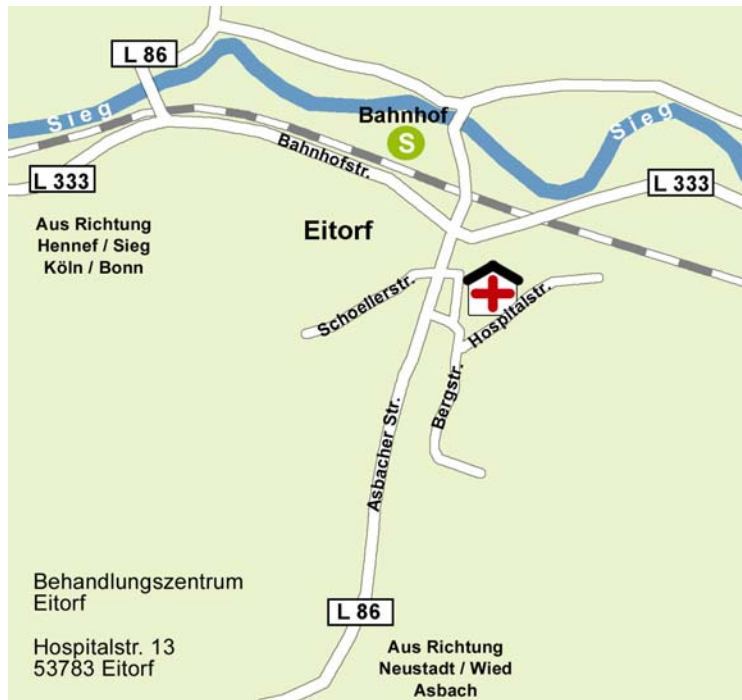 L 86
Sieg
Bahnhof
S
Sieg
Bahnhofstr.
L 333
L 333
Aus Richtung
Hennef / Sieg
Köln / Bonn
Eitorf
Schoellerstr.
Hospitalstr.
Bergstr.
Asbacher Str.
Behandlungszentrum
Eitorf
Hospitalstr. 13
53783 Eitorf
L 86
Aus Richtung
Neustadt / Wied
Asbach